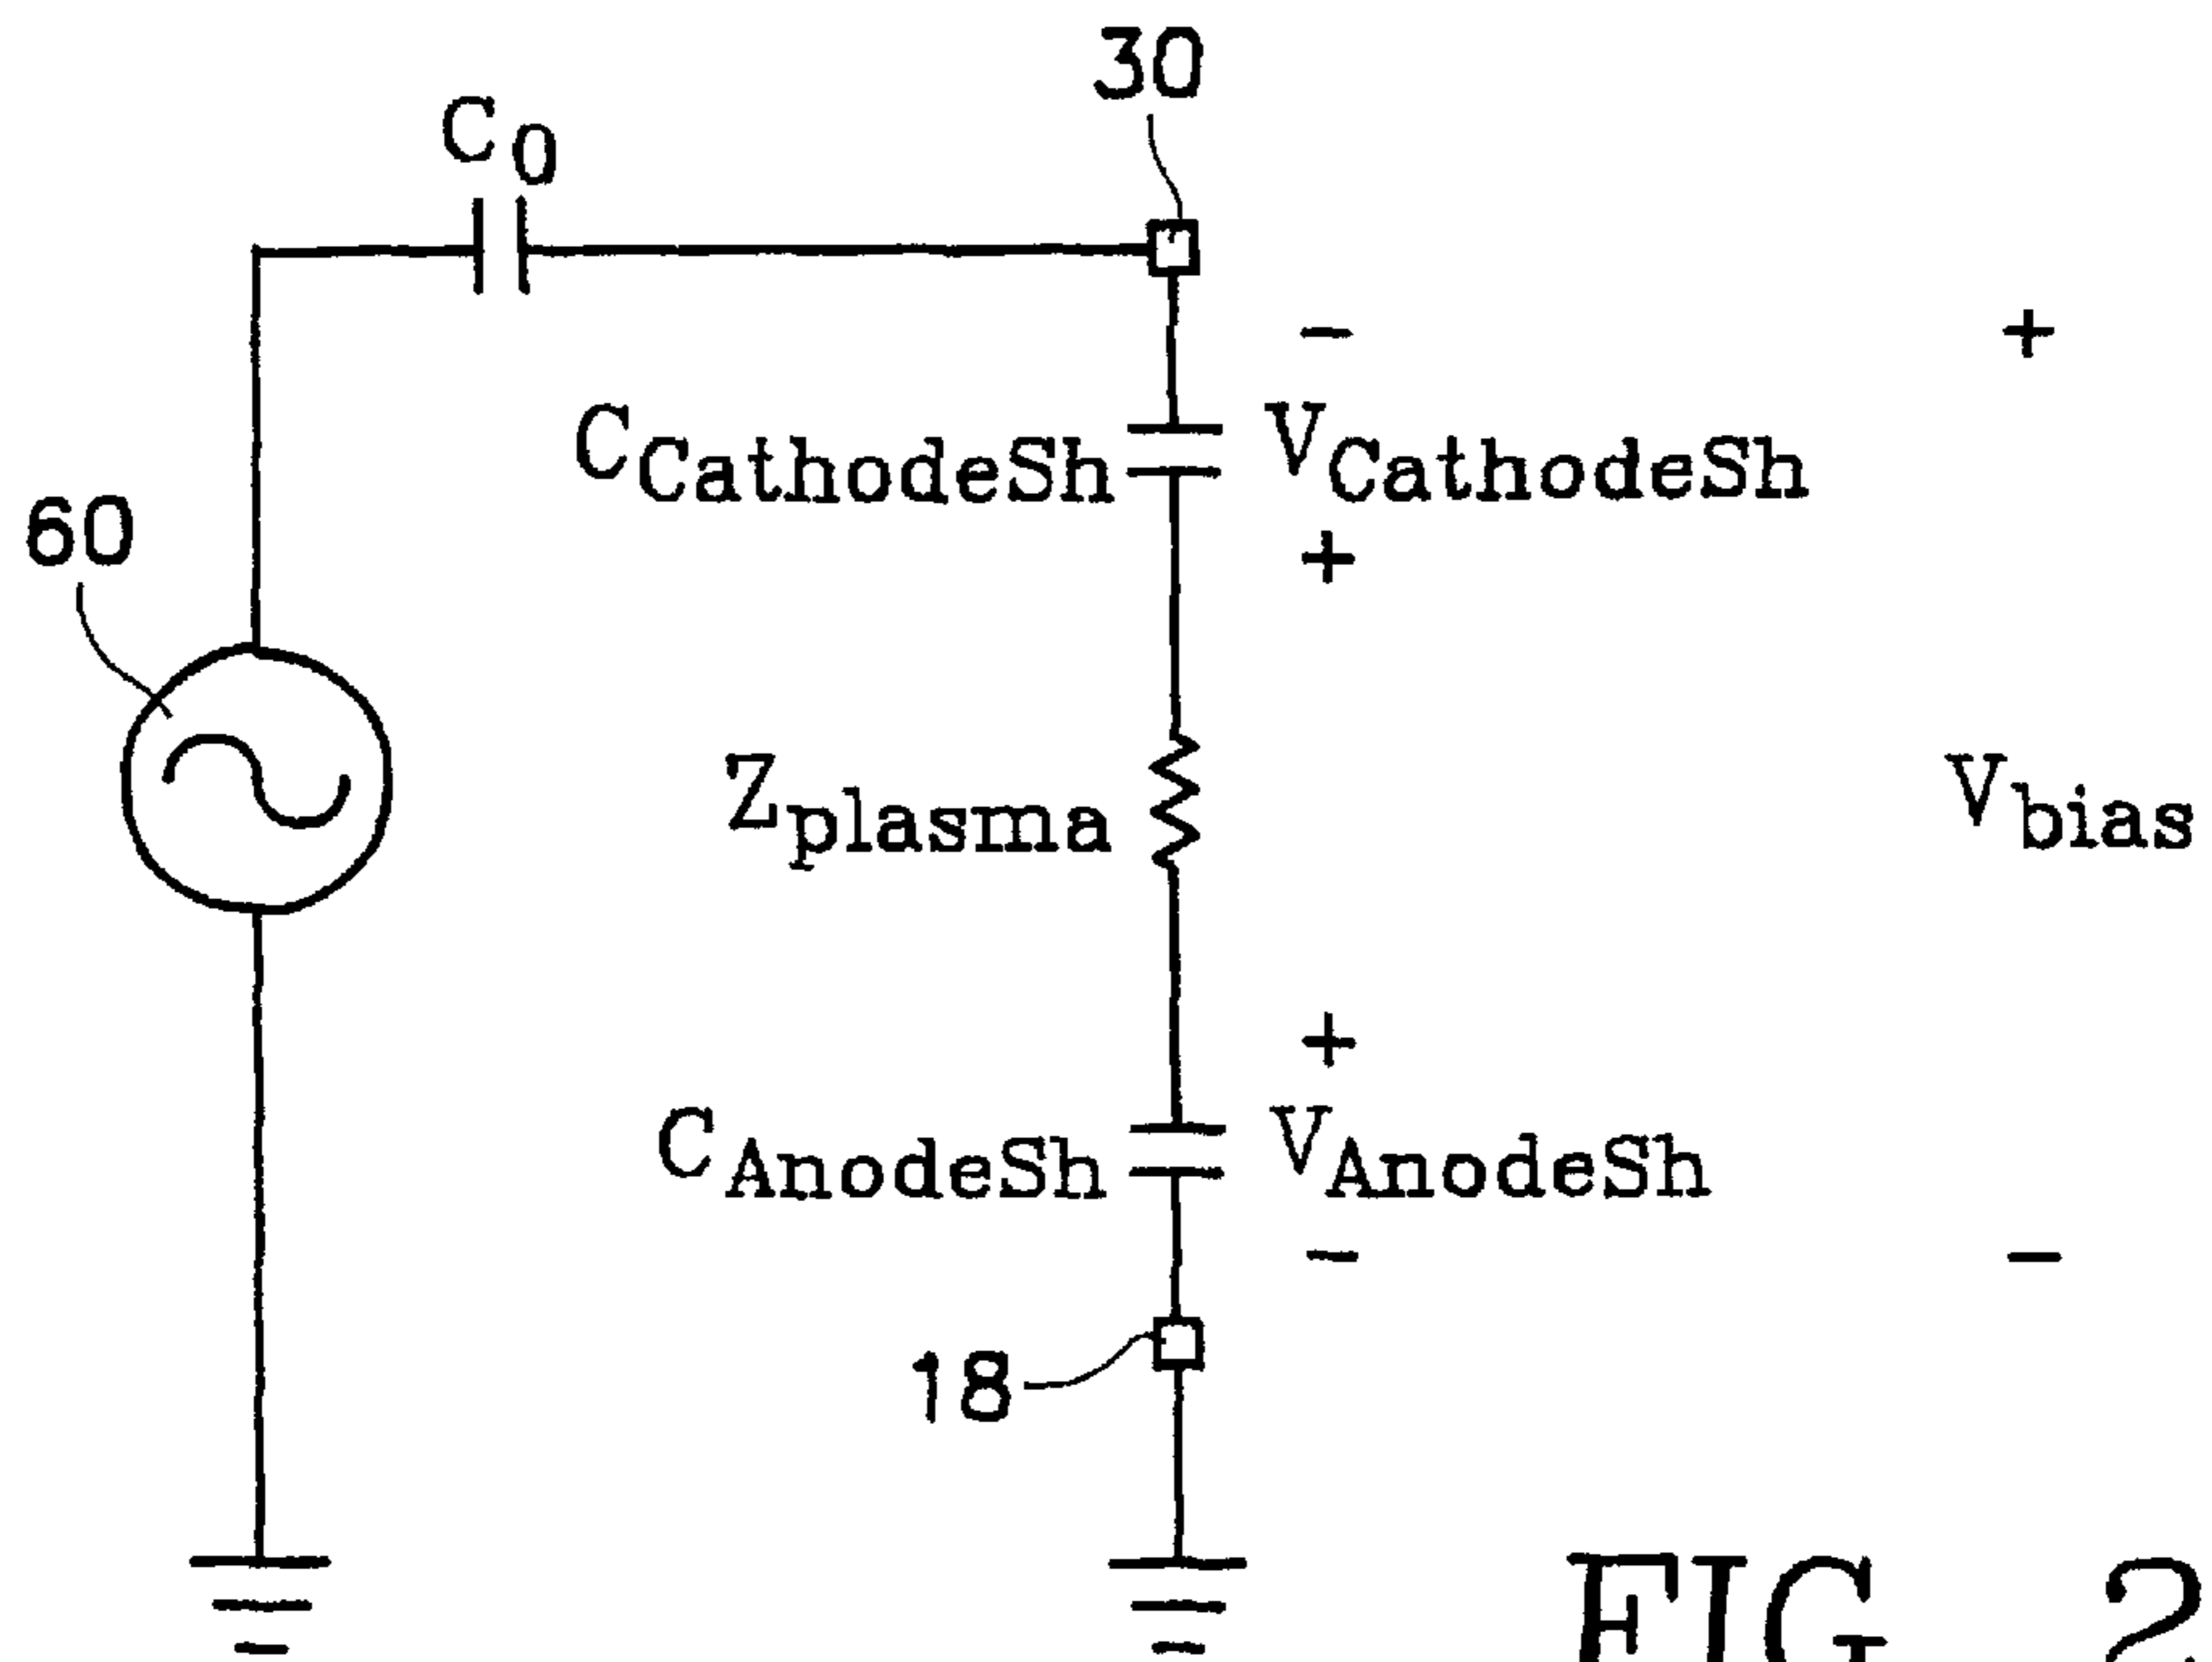 30
C0
-
+
CCathodeSh
VCathodeSh
60
+
Zplasma
Vbias
+
CAnodeSh
VAnodeSh
-
-
18
FIG. 2